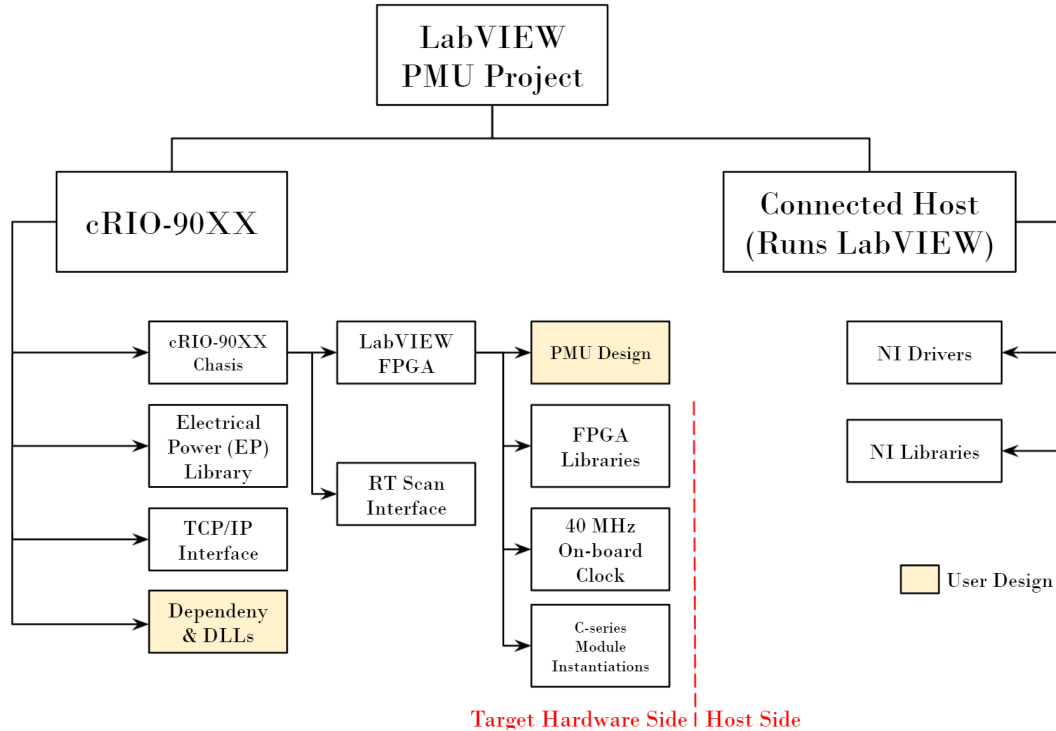 LabVIEW
PMU Project
cRIO-90XX
Connected Host
(Runs LabVIEW)
cRIO-90XX
Chasis
LabVIEW
FPGA
PMU Design
NI Drivers
Electrical
Power (EP)
Library
FPGA
Libraries
NI Libraries
RT Scan
Interface
TCP/IP
Interface
40 MHz
On-board
Clock
User Design
Dependeny
& DLLs
C-series
Module
Instantiations
Target Hardware Side
Host Side